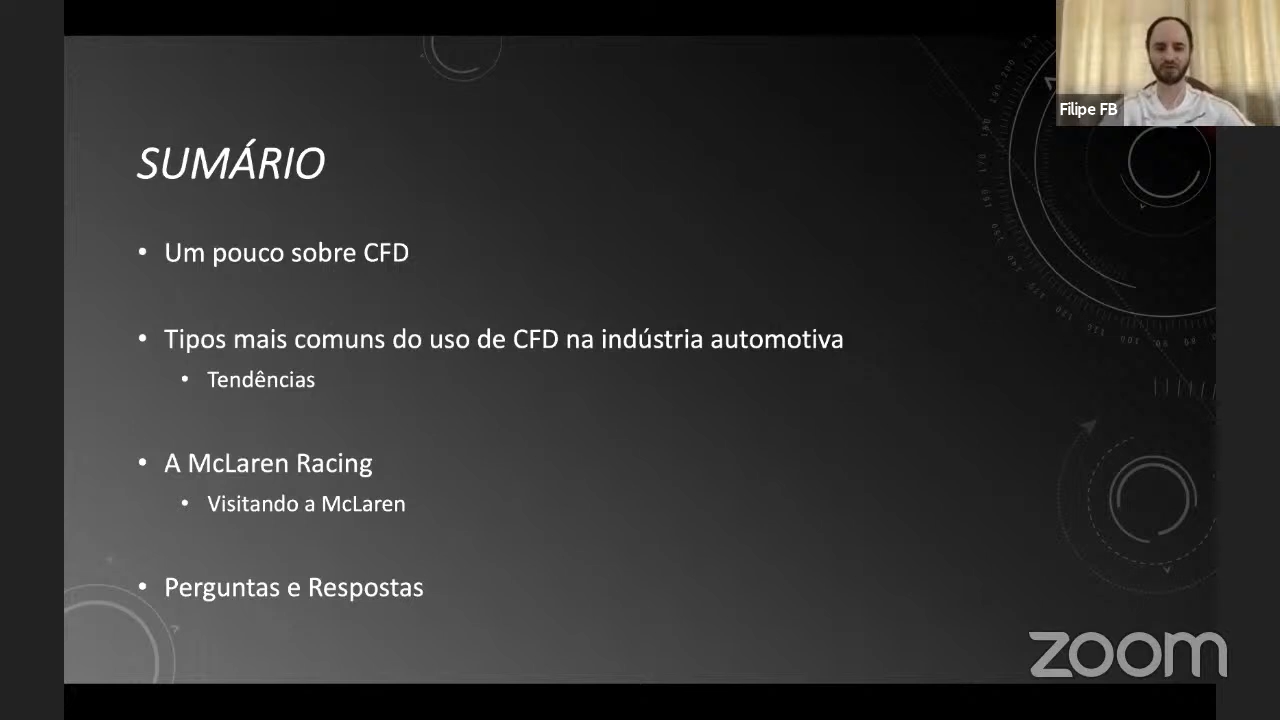 Filipe FB
SUMÁRIO
• Um pouco sobre CFD
• Tipos mais comuns do uso de CFD na indústria automotiva
• Tendências
• A McLaren Racing
• Visitando a McLaren
• Perguntas e Respostas
zoom